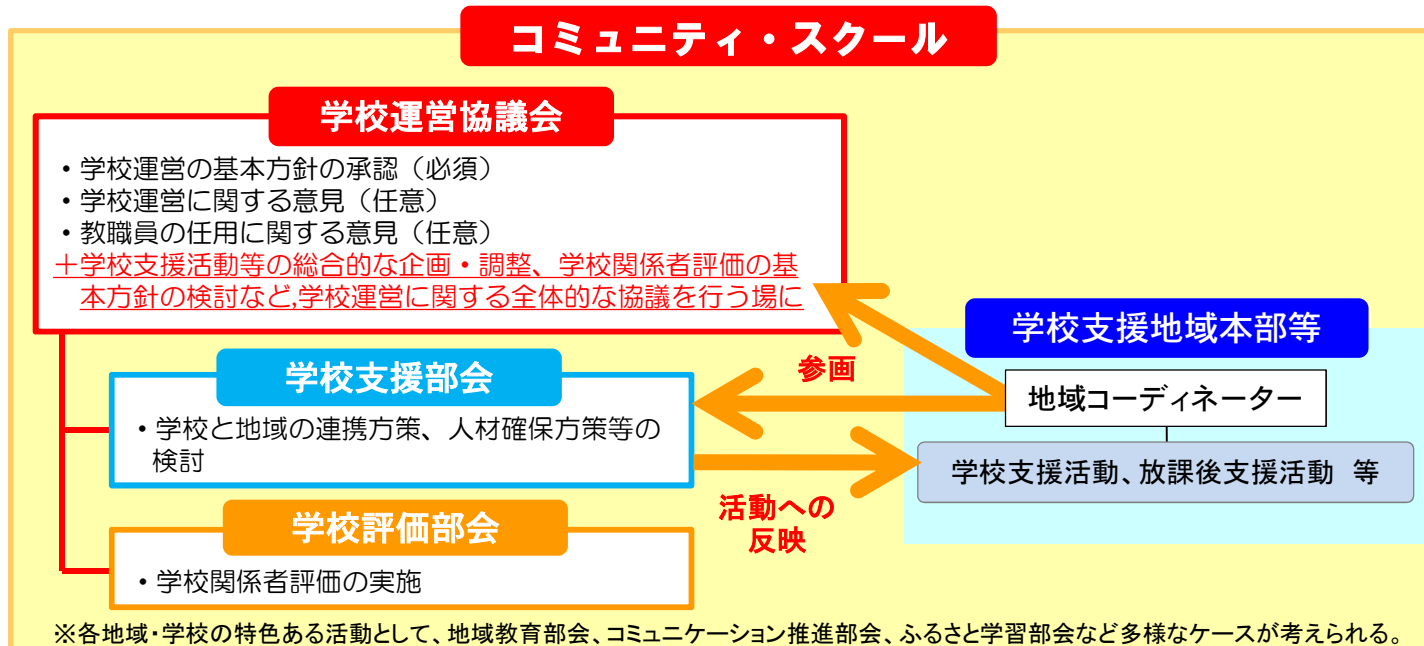 コミュニティ・スクール
学校運営協議会
・学校運営の基本方針の承認（必須）
・学校運営に関する意見（任意）
・教職員の任用に関する意見（任意）
＋学校支援活動等の総合的な企画・調整、学校関係者評価の基
本方針の検討など,学校運営に関する全体的な協議を行う場に
学校支援地域本部等
参画
地域コーディネーター
学校支援部会
・学校と地域の連携方策、人材確保方策等の
検討
学校支援活動、放課後支援活動 等
活動への
反映
学校評価部会
・学校関係者評価の実施
※各地域・学校の特色ある活動として、地域教育部会、コミュニケーション推進部会、ふるさと学習部会など多様なケースが考えられる。